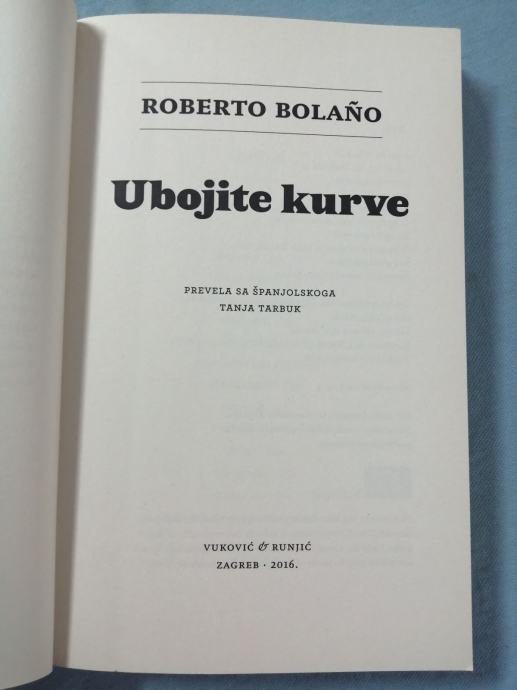 ROBERTO BOLAÑO
Ubojite kurve
PREVELA SA ŠPANJOLSKOGA
TANJA TARBUK
VUKOVIĆ & RUNJIĆ
ZAGREB · 2016.